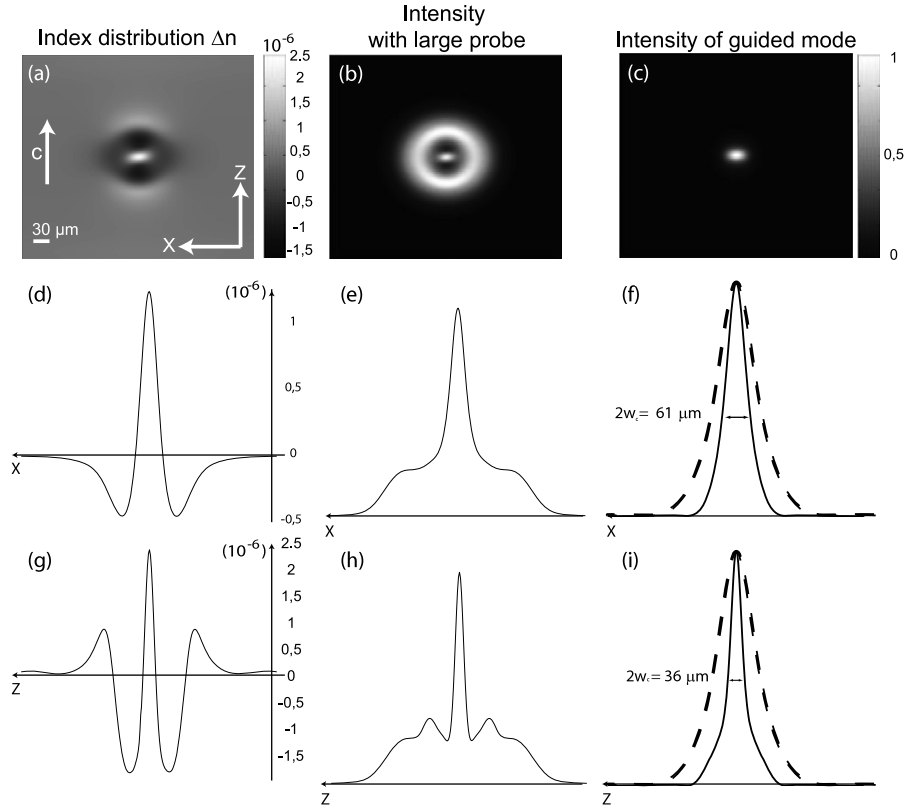 Index distribution Δn
Intensity
with large probe
Intensity of guided mode
(a)
10⁻⁶
2.5
2
1,5
1
0,5
0
-0,5
-1
-1,5
c
Z
X
30 μm
(b)
(c)
1
0,5
0
(d)
(10⁻⁶)
1
0,5
0
-0,5
X
(e)
X
(f)
2w꜀= 61 μm
X
(g)
(10⁻⁶)
2.5
2
1,5
1
0,5
0
-0,5
-1
-1,5
Z
(h)
Z
(i)
2w꜀= 36 μm
Z